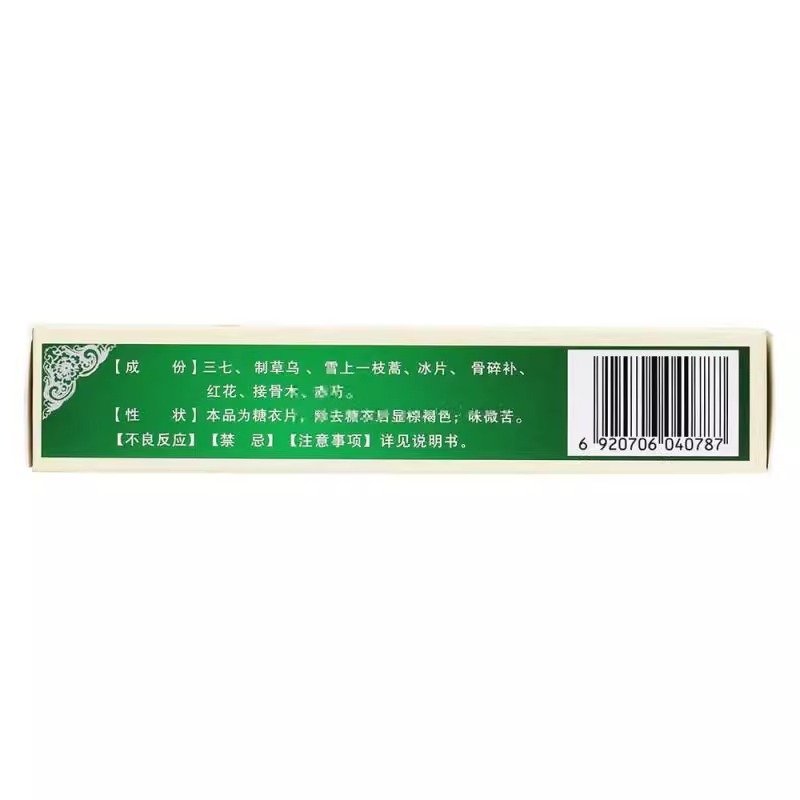 【成 份】三七、制草乌、雪上一枝蒿、冰片、骨碎补、
红花、接骨木、赤芍。
【性 状】本品为糖衣片，除去糖衣后显棕褐色；味微苦。
【不良反应】【禁 忌】【注意事项】详见说明书。
6 920706 040787